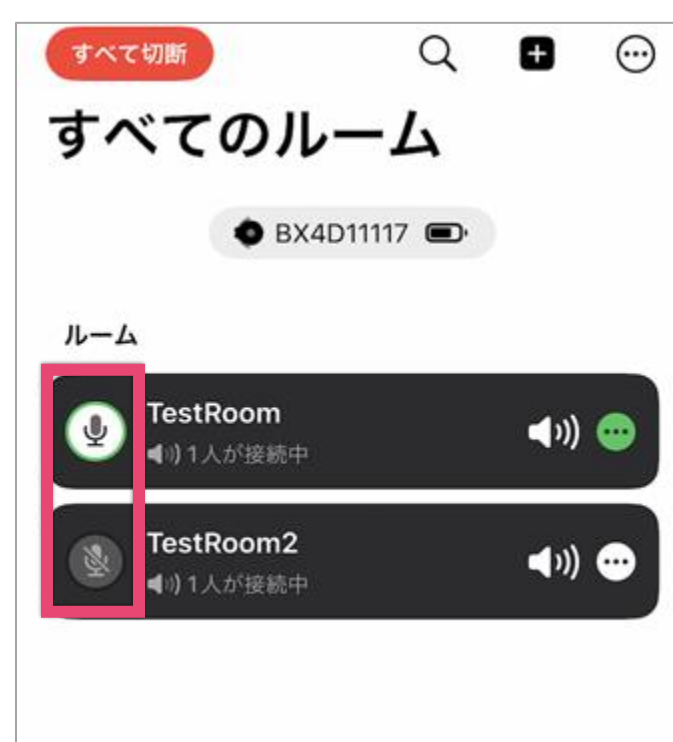 すべて切断
すべてのルーム
BX4D11117
ルーム
TestRoom
1人が接続中
TestRoom2
1人が接続中